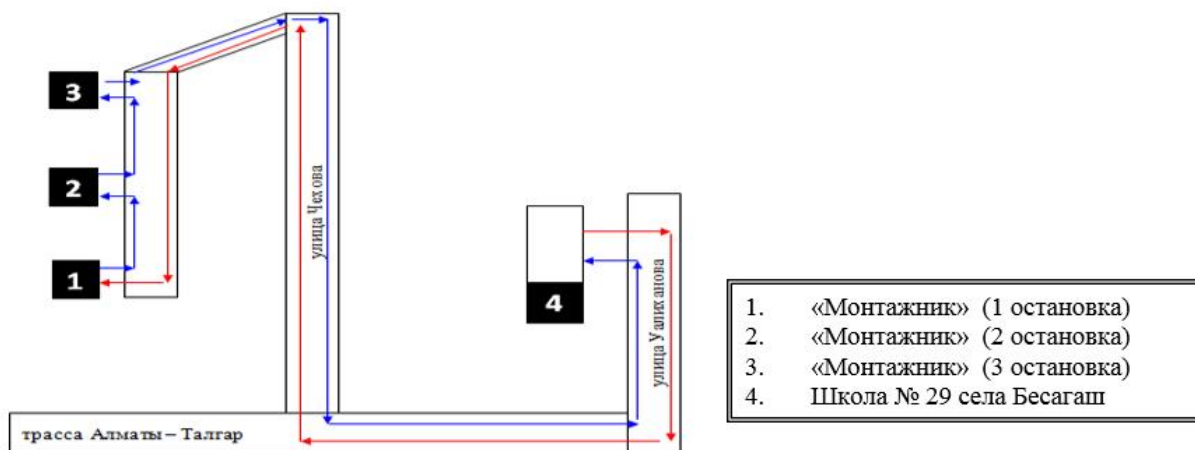 3
2
1
улица Чехова
4
улица Уалиханова
трасса Алматы – Талгар
1. «Монтажник» (1 остановка)
2. «Монтажник» (2 остановка)
3. «Монтажник» (3 остановка)
4. Школа № 29 села Бесагаш